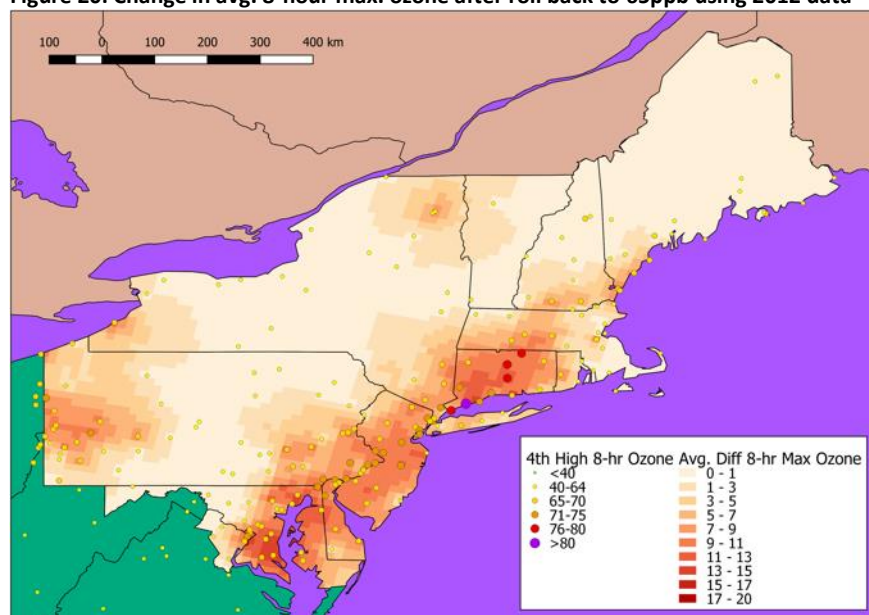 Figure 20: Change in avg. 8-hour max. ozone after roll back to 65ppb using 2012 data
100 0 100 200 300 400 km
4th High 8-hr Ozone
<40
40-64
65-70
71-75
76-80
>80
Avg. Diff 8-hr Max Ozone
0 - 1
1 - 3
3 - 5
5 - 7
7 - 9
9 - 11
11 - 13
13 - 15
15 - 17
17 - 20